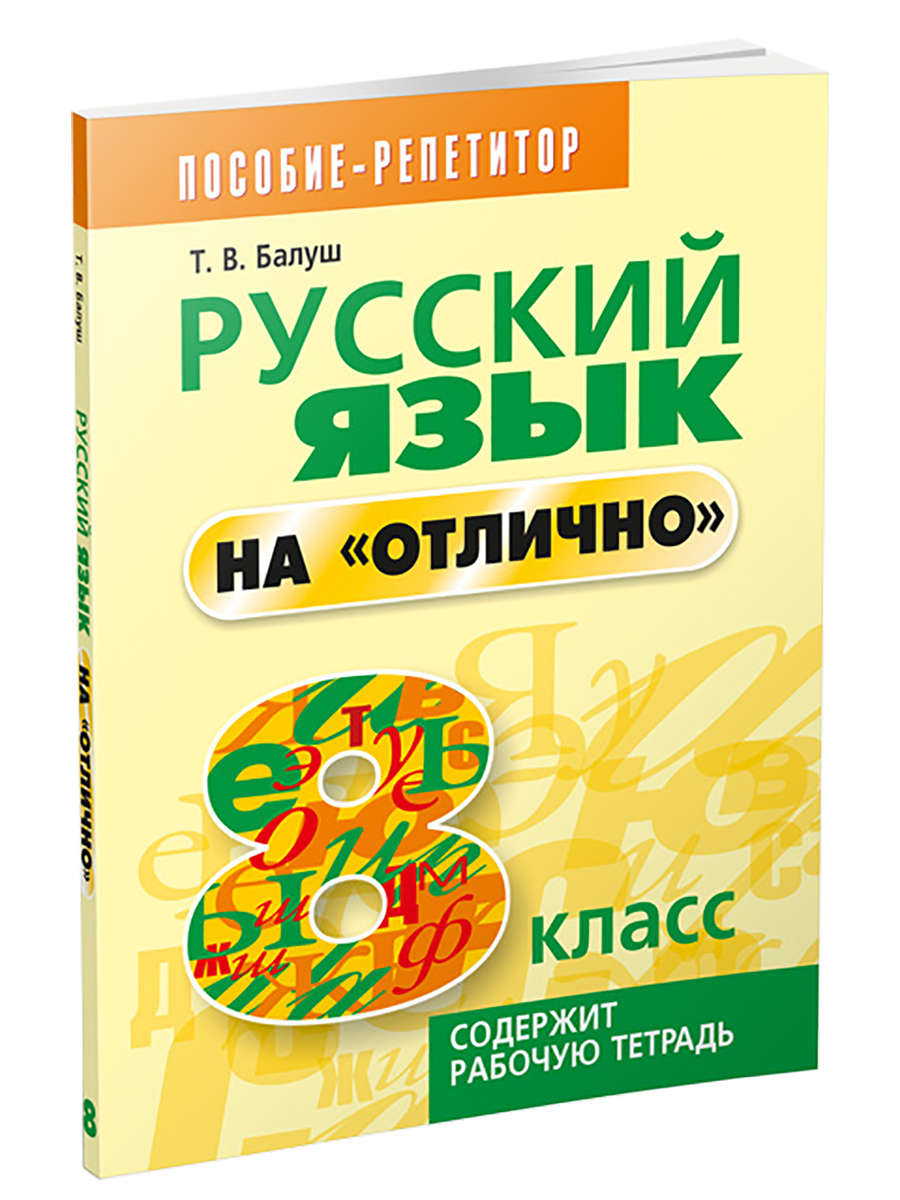 ПОСОБИЕ-РЕПЕТИТОР
Т. В. Балуш
РУССКИЙ
ЯЗЫК
НА «ОТЛИЧНО»
8
класс
СОДЕРЖИТ
РАБОЧУЮ ТЕТРАДЬ
Т. В. Балуш РУССКИЙ ЯЗЫК НА «ОТЛИЧНО» 8